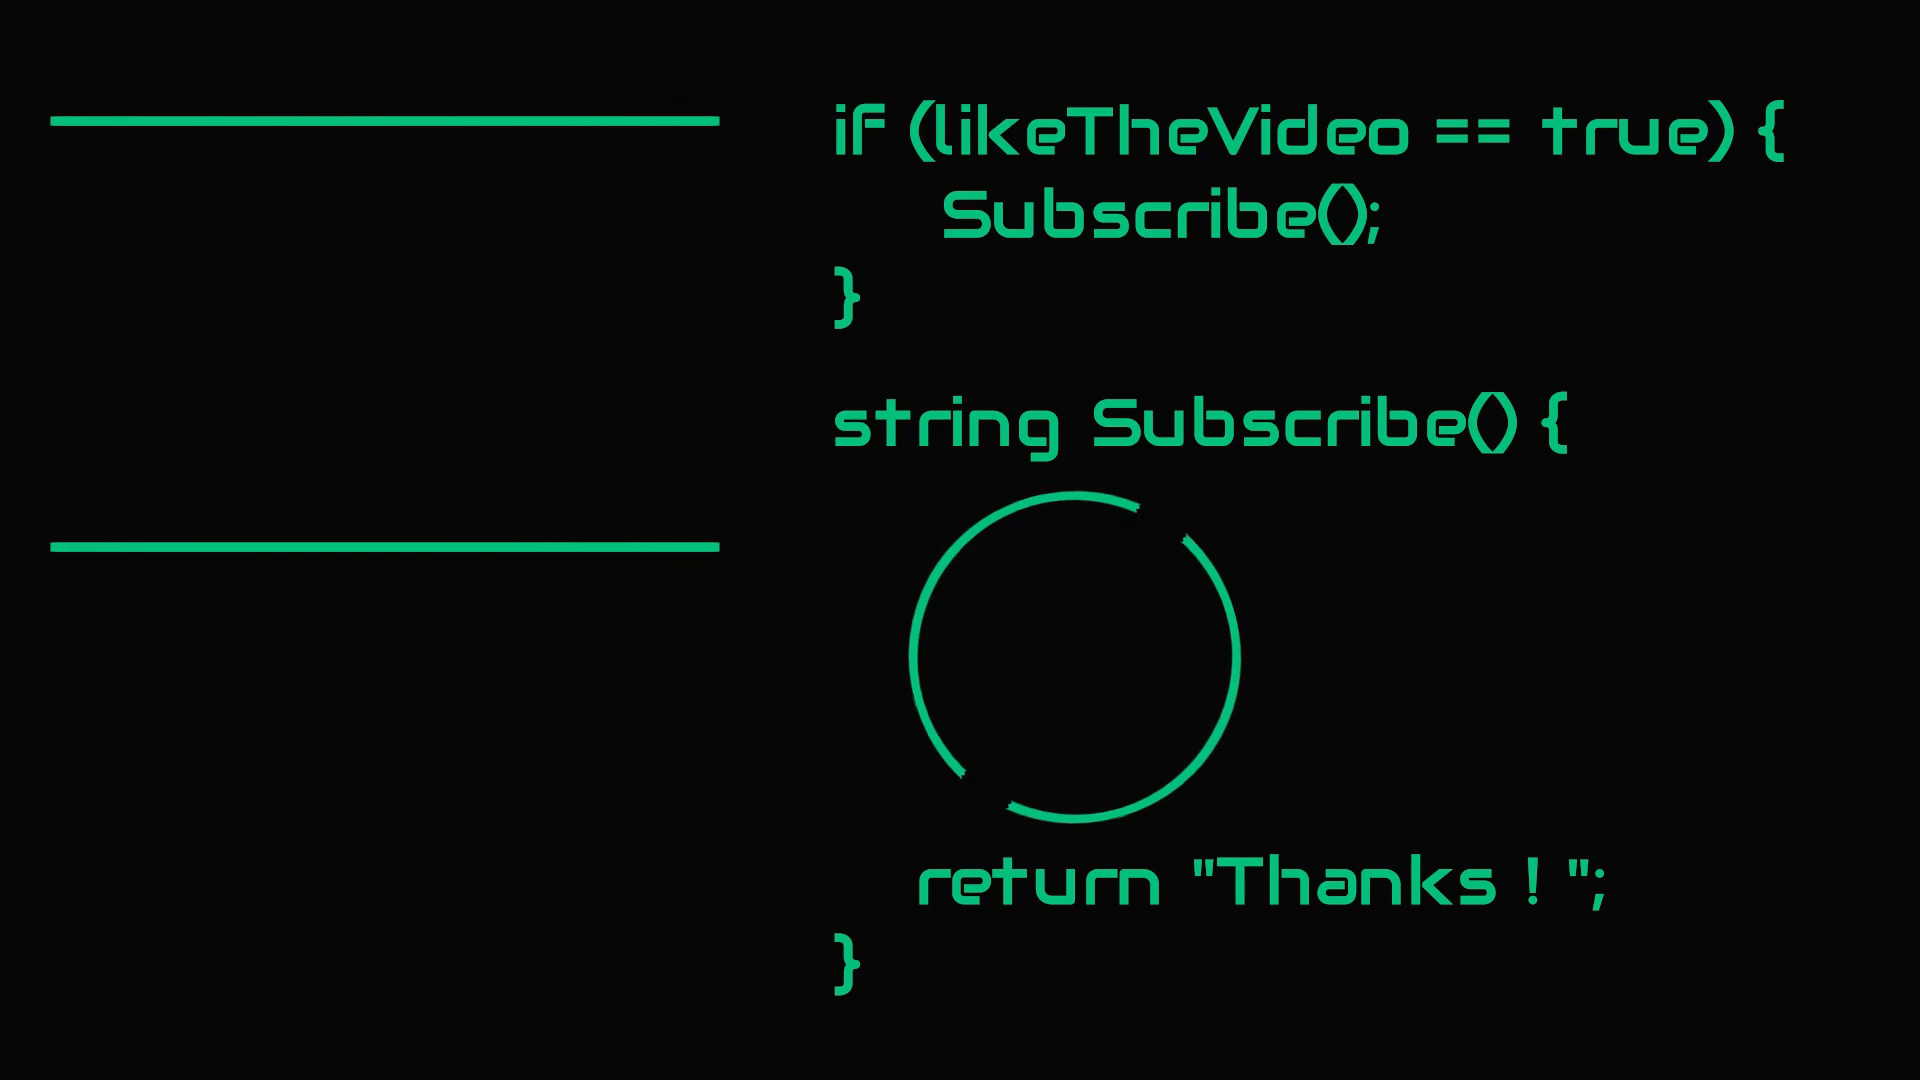 if (likeTheVideo == true) {
Subscribe();
}
string Subscribe() {
return "Thanks ! ";
}